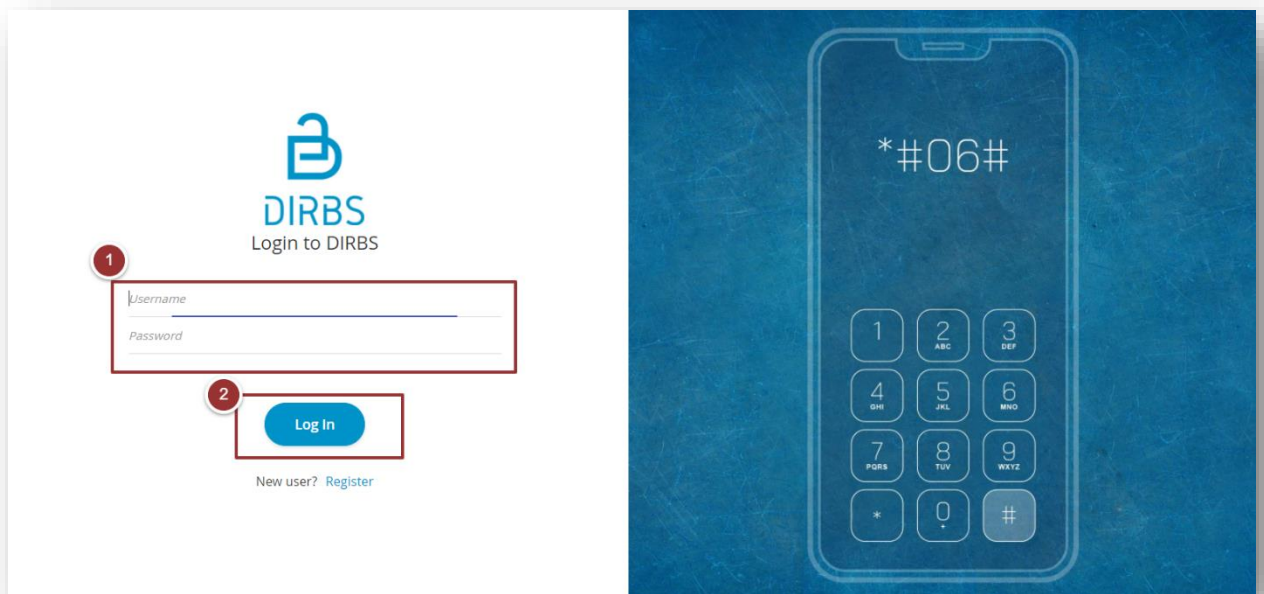 DIRBS
Login to DIRBS
1
Username
Password
2
Log In
New user? Register
*#06#
1
2
ABC
3
DEF
4
GHI
5
JKL
6
MNO
7
PQRS
8
TUV
9
WXYZ
*
0
+
#